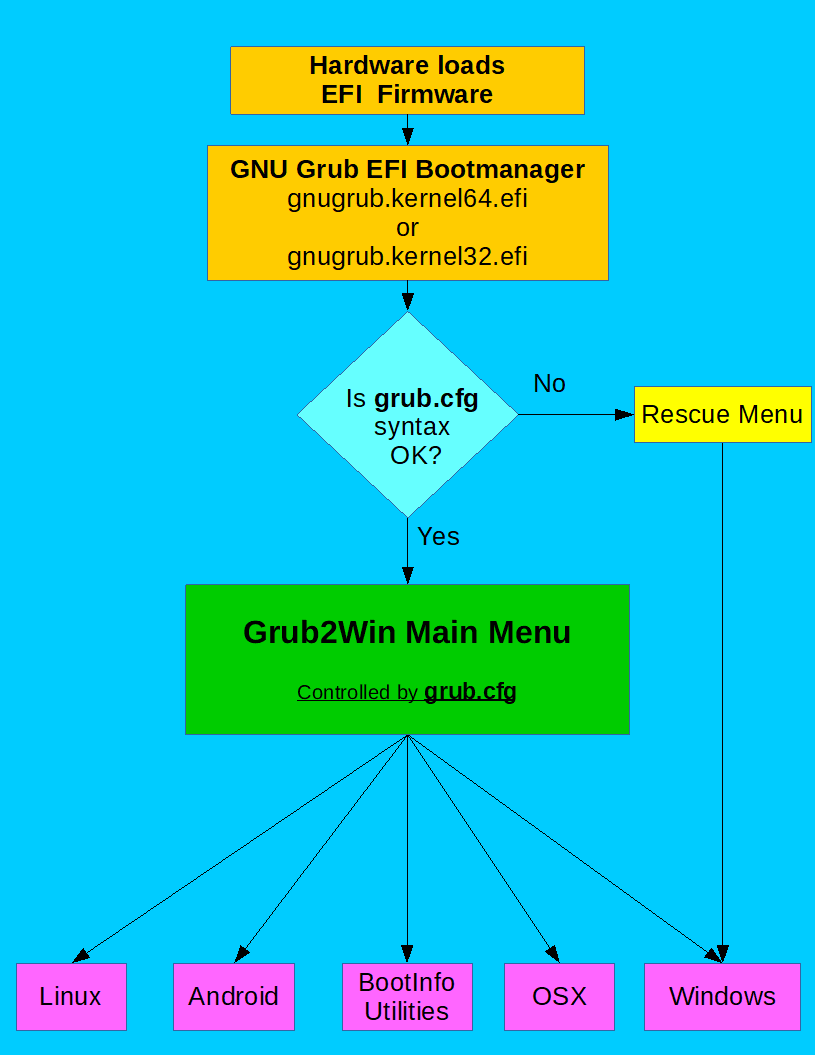 Hardware loads
EFI  Firmware
GNU Grub EFI Bootmanager
gnugrub.kernel64.efi
or
gnugrub.kernel32.efi
Is grub.cfg
syntax
OK?
No
Rescue Menu
Yes
Grub2Win Main Menu
Controlled by grub.cfg
Linux
Android
BootInfo
Utilities
OSX
Windows